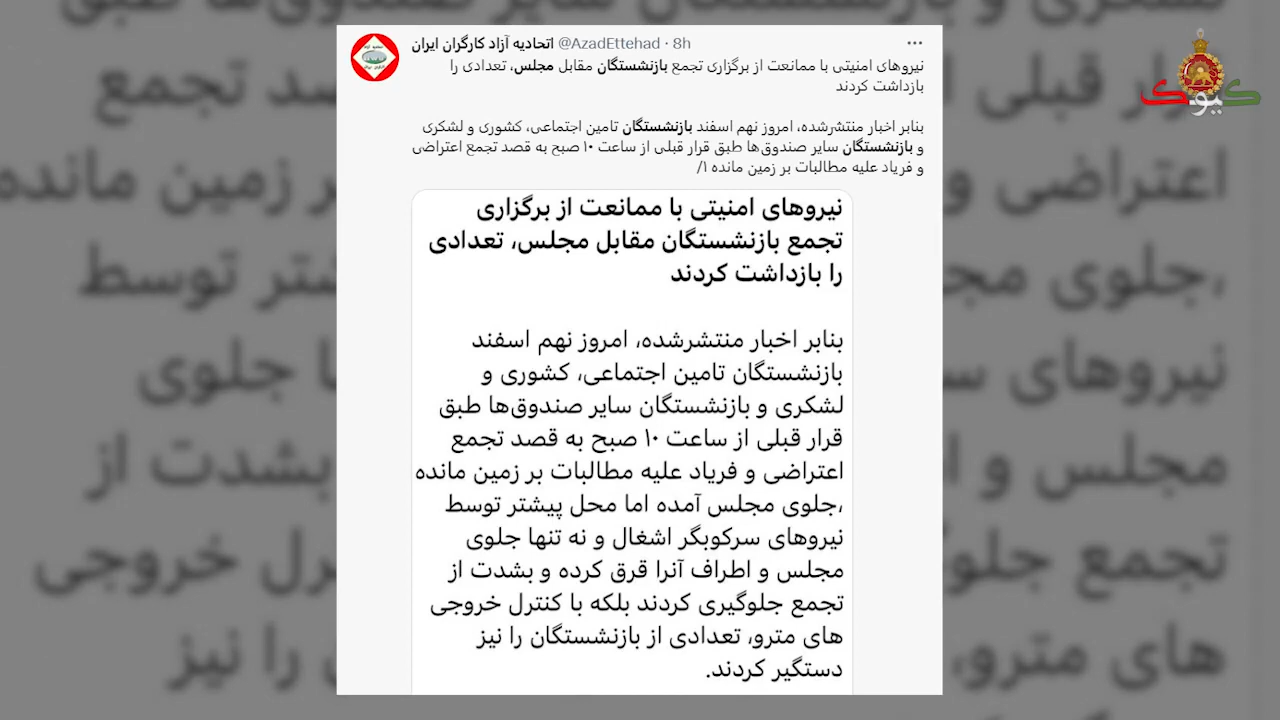 اتحادیه آزاد کارگران ایران @AzadEttehad · 8h
نیروهای امنیتی با ممانعت از برگزاری تجمع بازنشستگان مقابل مجلس، تعدادی را
بازداشت کردند
بنابر اخبار منتشرشده، امروز نهم اسفند بازنشستگان تامین اجتماعی، کشوری و لشکری
و بازنشستگان سایر صندوق‌ها طبق قرار قبلی از ساعت ۱۰ صبح به قصد تجمع اعتراضی
و فریاد علیه مطالبات بر زمین مانده ۱/
نیروهای امنیتی با ممانعت از برگزاری
تجمع بازنشستگان مقابل مجلس، تعدادی
را بازداشت کردند
بنابر اخبار منتشرشده، امروز نهم اسفند
بازنشستگان تامین اجتماعی، کشوری و
لشکری و بازنشستگان سایر صندوق‌ها طبق
قرار قبلی از ساعت ۱۰ صبح به قصد تجمع
اعتراضی و فریاد علیه مطالبات بر زمین مانده
،جلوی مجلس آمده اما محل پیشتر توسط
نیروهای سرکوبگر اشغال و نه تنها جلوی
مجلس و اطراف آنرا قرق کرده و بشدت از
تجمع جلوگیری کردند بلکه با کنترل خروجی
های مترو، تعدادی از بازنشستگان را نیز
دستگیر کردند.
کیوک